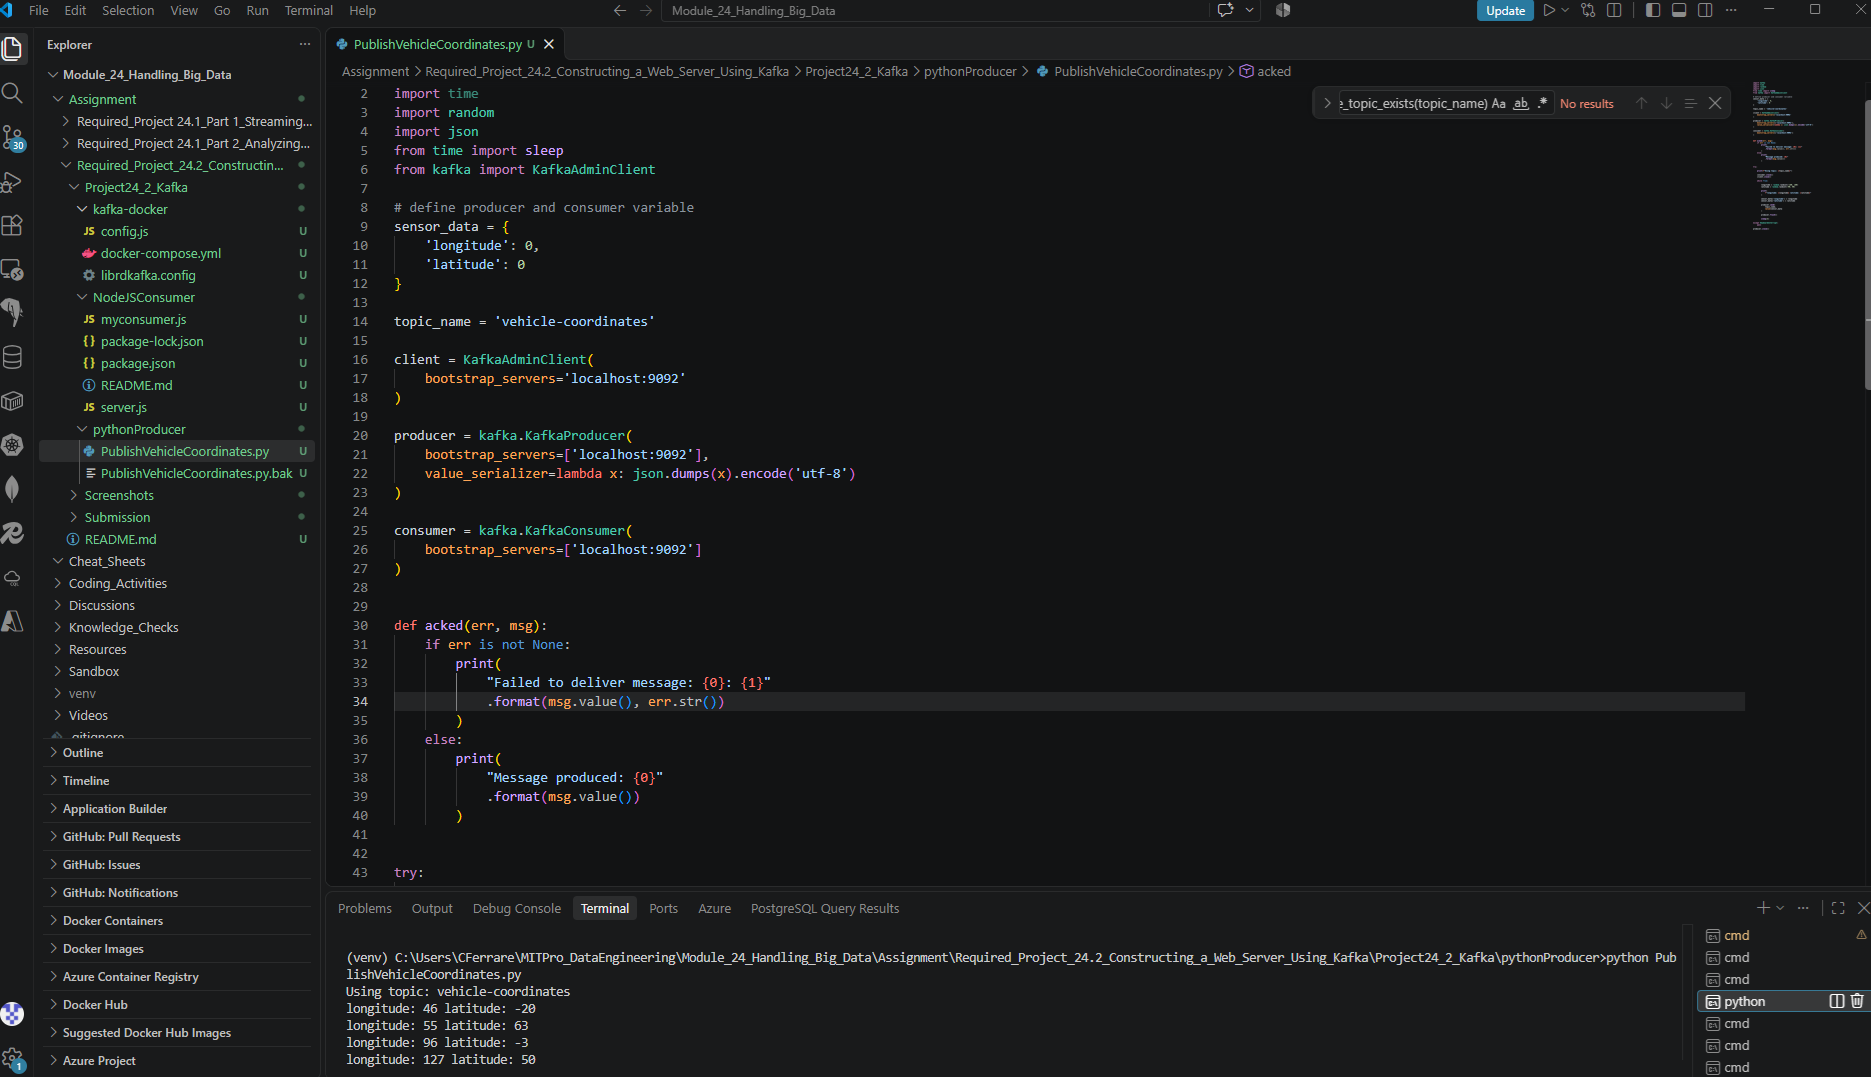 File Edit Selection View Go Run Terminal Help
Module_24_Handling_Big_Data
Update
Explorer
Module_24_Handling_Big_Data
Assignment
Required_Project 24.1_Part 1_Streaming...
Required_Project 24.1_Part 2_Analyzing...
Required_Project_24.2_Constructin...
Project24_2_Kafka
kafka-docker
JS config.js U
docker-compose.yml U
librdkafka.config U
NodeJSConsumer
JS myconsumer.js U
{} package-lock.json U
{} package.json U
README.md U
JS server.js U
pythonProducer
PublishVehicleCoordinates.py U
PublishVehicleCoordinates.py.bak U
Screenshots
Submission
README.md U
Cheat_Sheets
Coding_Activities
Discussions
Knowledge_Checks
Resources
Sandbox
venv
Videos
.gitignore
Outline
Timeline
Application Builder
GitHub: Pull Requests
GitHub: Issues
GitHub: Notifications
Docker Containers
Docker Images
Azure Container Registry
Docker Hub
Suggested Docker Hub Images
Azure Project
30
1
PublishVehicleCoordinates.py U
Assignment > Required_Project_24.2_Constructing_a_Web_Server_Using_Kafka > Project24_2_Kafka > pythonProducer > PublishVehicleCoordinates.py > acked
e_topic_exists(topic_name) Aa ab .* No results
2 import time
3 import random
4 import json
5 from time import sleep
6 from kafka import KafkaAdminClient
7
8 # define producer and consumer variable
9 sensor_data = {
10 'longitude': 0,
11 'latitude': 0
12 }
13
14 topic_name = 'vehicle-coordinates'
15
16 client = KafkaAdminClient(
17 bootstrap_servers='localhost:9092'
18 )
19
20 producer = kafka.KafkaProducer(
21 bootstrap_servers=['localhost:9092'],
22 value_serializer=lambda x: json.dumps(x).encode('utf-8')
23 )
24
25 consumer = kafka.KafkaConsumer(
26 bootstrap_servers=['localhost:9092']
27 )
28
29
30 def acked(err, msg):
31 if err is not None:
32 print(
33 "Failed to deliver message: {0}: {1}"
34 .format(msg.value(), err.str())
35 )
36 else:
37 print(
38 "Message produced: {0}"
39 .format(msg.value())
40 )
41
42
43 try:
Problems Output Debug Console Terminal Ports Azure PostgreSQL Query Results
(venv) C:\Users\CFerrare\MITPro_DataEngineering\Module_24_Handling_Big_Data\Assignment\Required_Project_24.2_Constructing_a_Web_Server_Using_Kafka\Project24_2_Kafka\pythonProducer>python Pub
lishVehicleCoordinates.py
Using topic: vehicle-coordinates
longitude: 46 latitude: -20
longitude: 55 latitude: 63
longitude: 96 latitude: -3
longitude: 127 latitude: 50
cmd
cmd
cmd
python
cmd
cmd
cmd